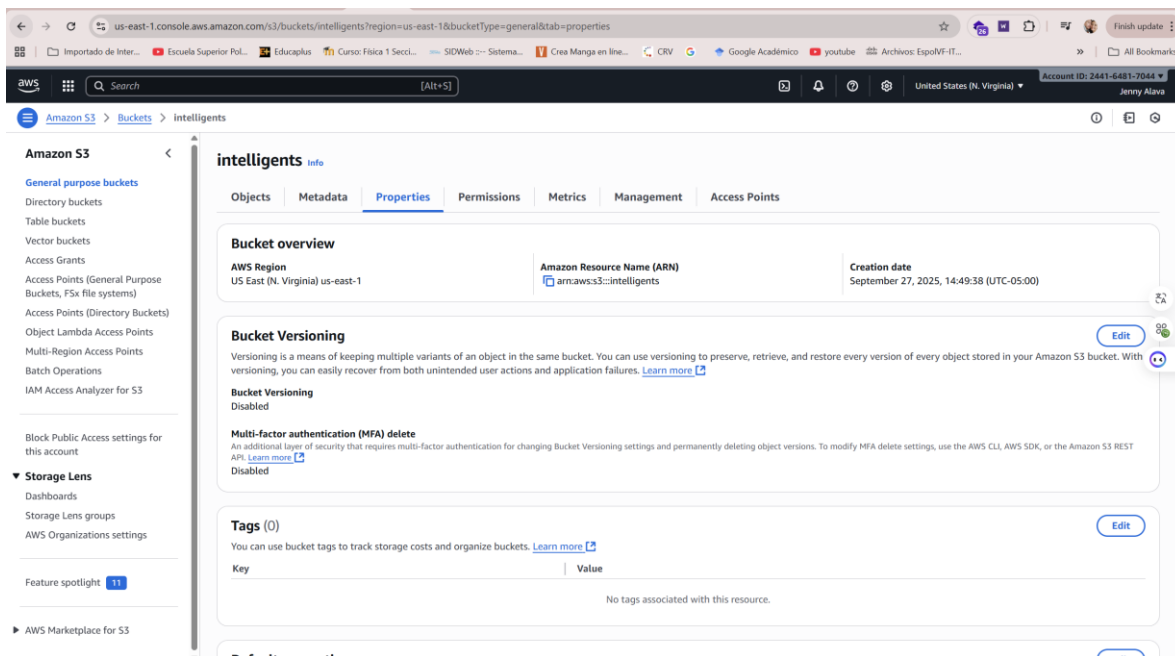 us-east-1.console.aws.amazon.com/s3/buckets/intelligents?region=us-east-1&bucketType=general&tab=properties
26
Finish update
Importado de Inter...
Escuela Superior Pol...
Educaplus
Curso: Física 1 Secci...
SIDWeb ::~ Sistema...
Crea Manga en líne...
CRV
Google Académico
youtube
Archivos: EspolVF-IT...
»
All Bookmarks
aws
Search
[Alt+S]
United States (N. Virginia)
Account ID: 2441-6481-7044
Jenny Alava
Amazon S3 > Buckets > intelligents
Amazon S3
General purpose buckets
Directory buckets
Table buckets
Vector buckets
Access Grants
Access Points (General Purpose
Buckets, FSx file systems)
Access Points (Directory Buckets)
Object Lambda Access Points
Multi-Region Access Points
Batch Operations
IAM Access Analyzer for S3
Block Public Access settings for
this account
Storage Lens
Dashboards
Storage Lens groups
AWS Organizations settings
Feature spotlight 11
AWS Marketplace for S3
intelligents Info
Objects Metadata Properties Permissions Metrics Management Access Points
Bucket overview
AWS Region
US East (N. Virginia) us-east-1
Amazon Resource Name (ARN)
arn:aws:s3:::intelligents
Creation date
September 27, 2025, 14:49:38 (UTC-05:00)
Bucket Versioning
Edit
Versioning is a means of keeping multiple variants of an object in the same bucket. You can use versioning to preserve, retrieve, and restore every version of every object stored in your Amazon S3 bucket. With
versioning, you can easily recover from both unintended user actions and application failures. Learn more
Bucket Versioning
Disabled
Multi-factor authentication (MFA) delete
An additional layer of security that requires multi-factor authentication for changing Bucket Versioning settings and permanently deleting object versions. To modify MFA delete settings, use the AWS CLI, AWS SDK, or the Amazon S3 REST
API. Learn more
Disabled
Tags (0)
Edit
You can use bucket tags to track storage costs and organize buckets. Learn more
Key Value
No tags associated with this resource.